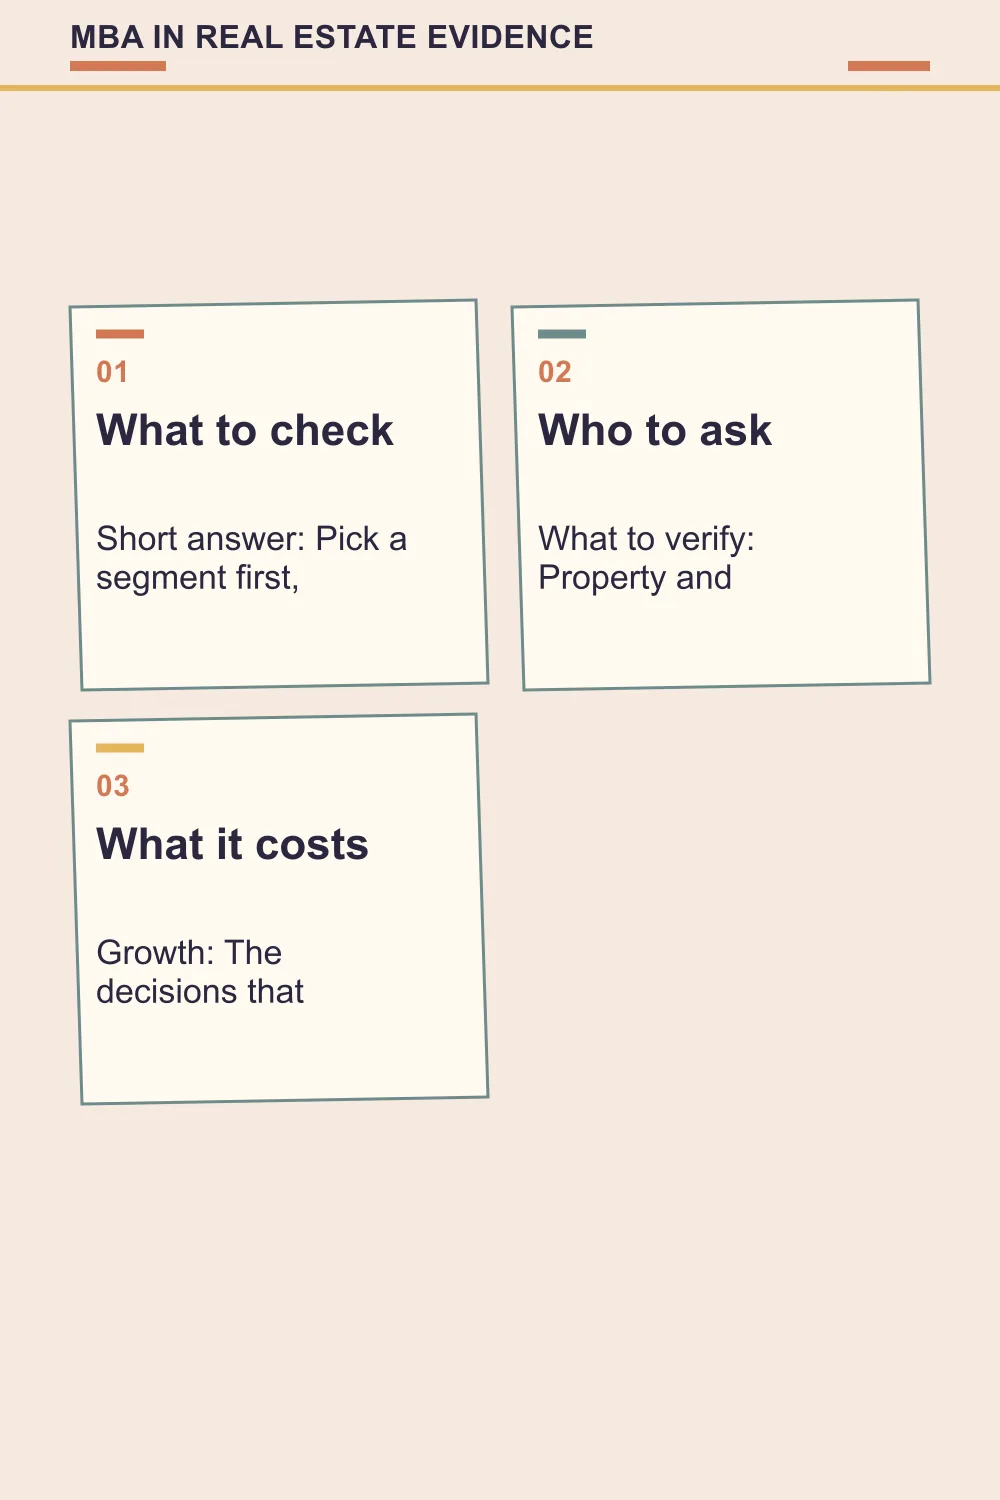 MBA IN REAL ESTATE EVIDENCE
01
What to check
Short answer: Pick a
segment first,
02
Who to ask
What to verify:
Property and
03
What it costs
Growth: The
decisions that